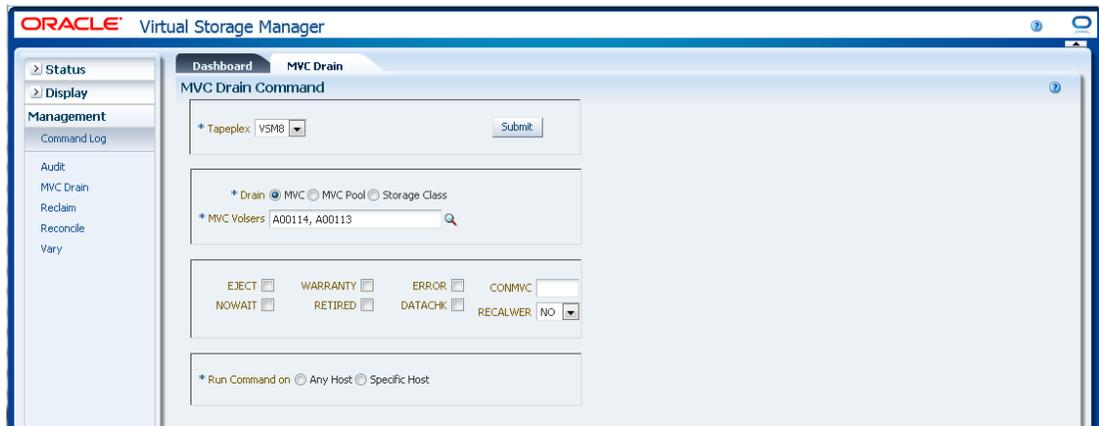 ORACLE Virtual Storage Manager
Status
Display
Management
Command Log
Audit
MVC Drain
Reclaim
Reconcile
Vary
Dashboard MVC Drain
MVC Drain Command
* Tapeplex VSM8 Submit
* Drain MVC MVC Pool Storage Class
* MVC Volsers A00114, A00113
EJECT WARRANTY ERROR CONMVC
NOWAIT RETIRED DATACHK RECALWER NO
* Run Command on Any Host Specific Host